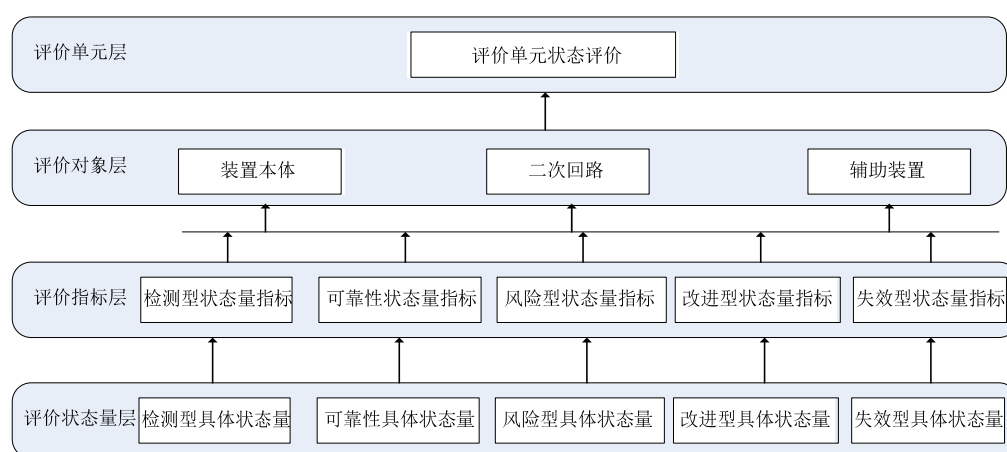 评价单元层
评价单元状态评价
评价对象层
装置本体
二次回路
辅助装置
评价指标层
检测型状态量指标
可靠性状态量指标
风险型状态量指标
改进型状态量指标
失效型状态量指标
评价状态量层
检测型具体状态量
可靠性具体状态量
风险型具体状态量
改进型具体状态量
失效型具体状态量